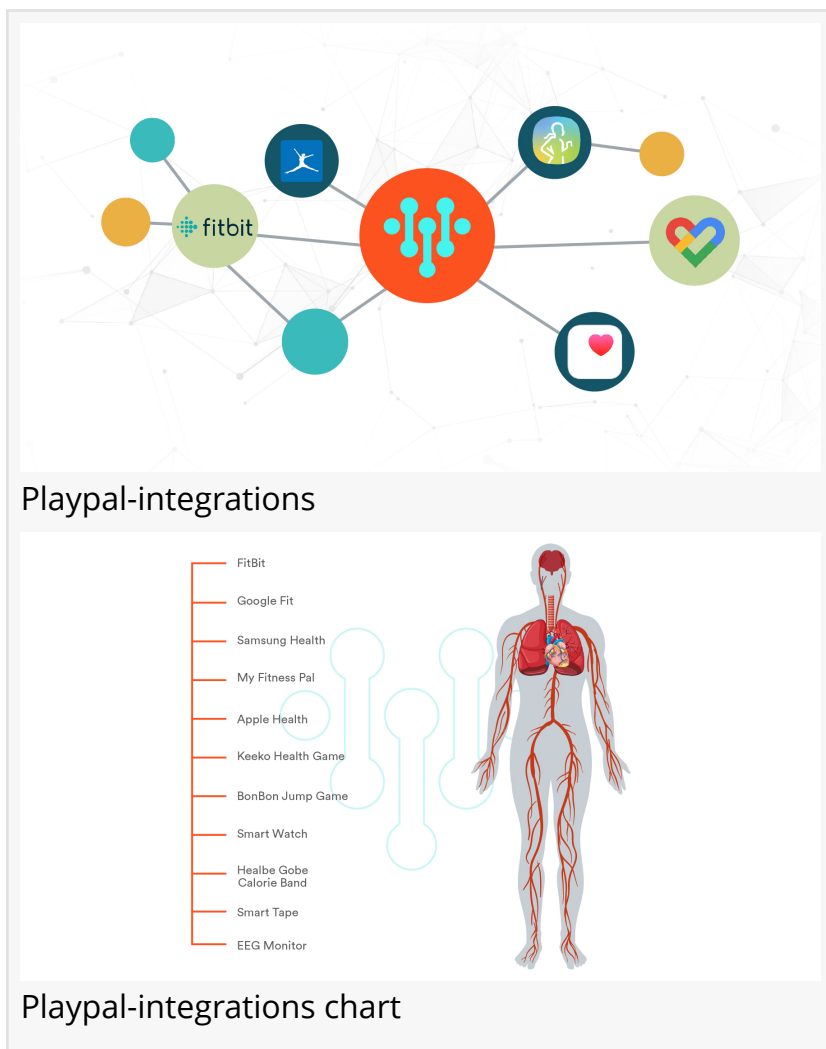 fitbit
Playpal-integrations
FitBit
Google Fit
Samsung Health
My Fitness Pal
Apple Health
Keeko Health Game
BonBon Jump Game
Smart Watch
Healbe Gobe
Calorie Band
Smart Tape
EEG Monitor
Playpal-integrations chart